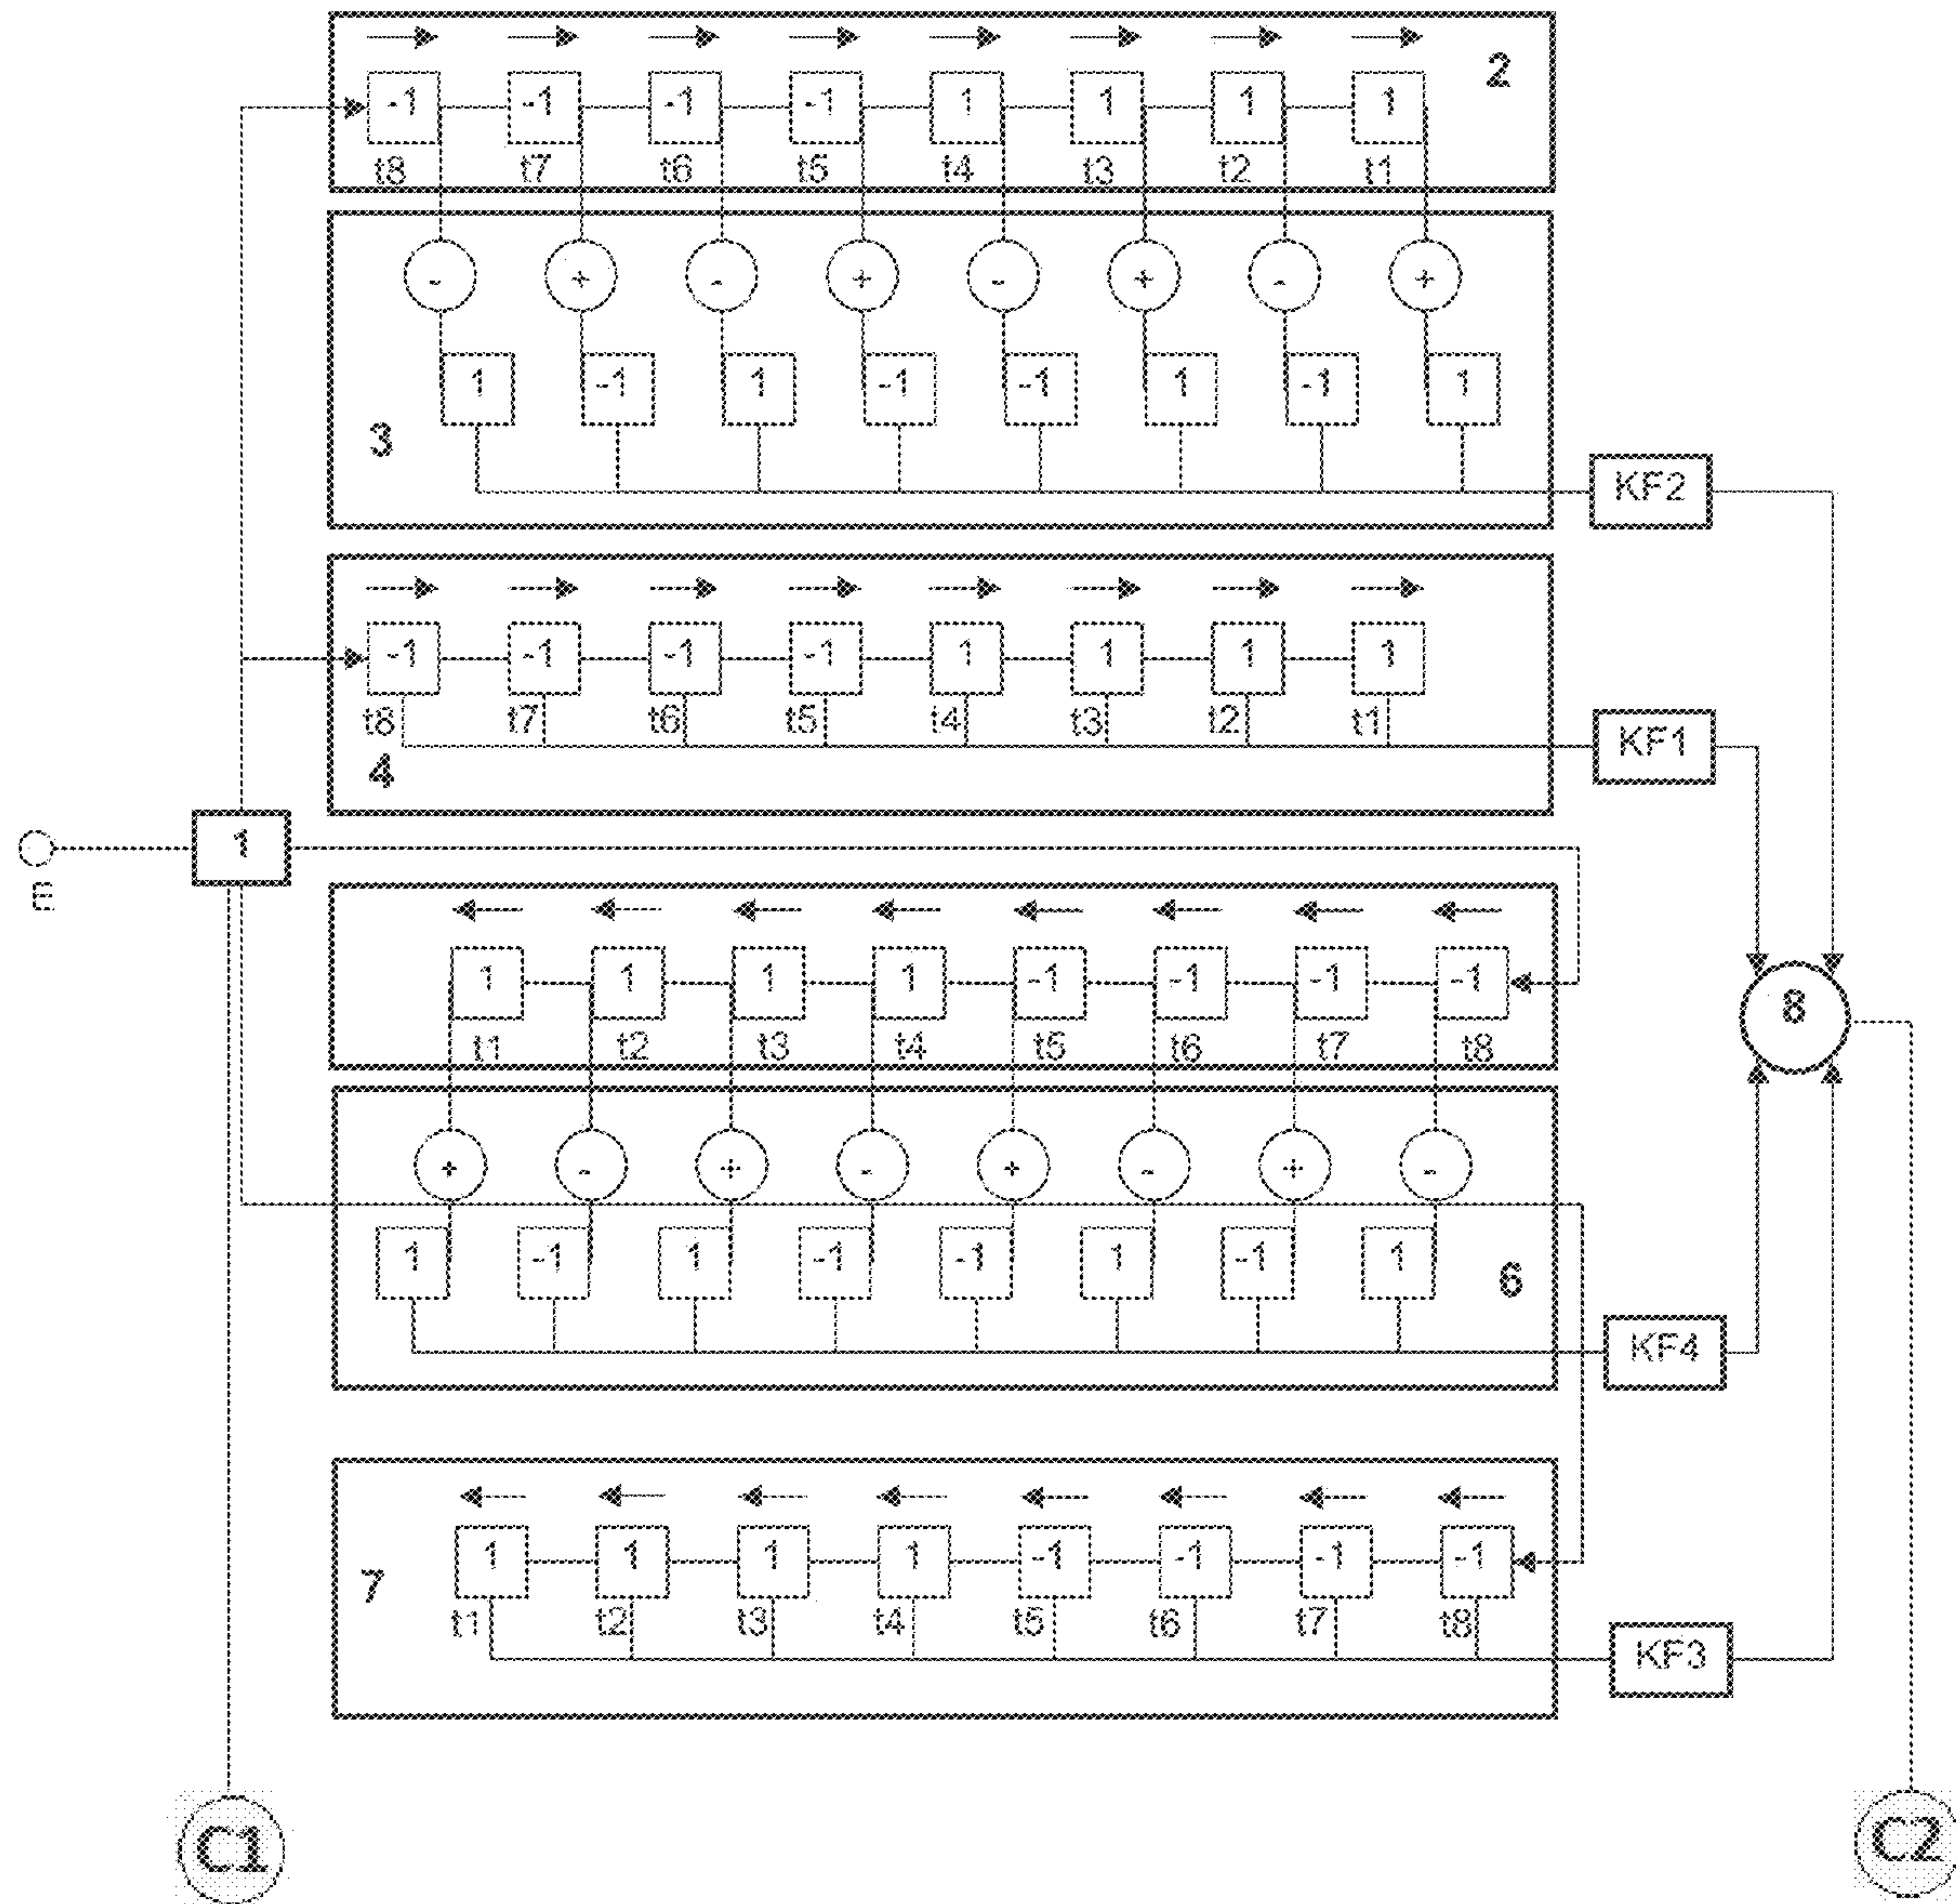 2
-1 -1 -1 -1 1 1 1 1
t8 t7 t6 t5 t4 t3 t2 t1
- + - + - + - +
1 -1 1 -1 -1 1 -1 1
3
KF2
-1 -1 -1 -1 1 1 1 1
t8 t7 t6 t5 t4 t3 t2 t1
KF1
4
1
E
1 1 1 1 -1 -1 -1 -1
8
t1 t2 t3 t4 t5 t6 t7 t8
+ - + - + - + -
1 -1 1 -1 -1 1 -1 1
6
KF4
1 1 1 1 -1 -1 -1 -1
7
t1 t2 t3 t4 t5 t6 t7 t8
KF3
C1 C2